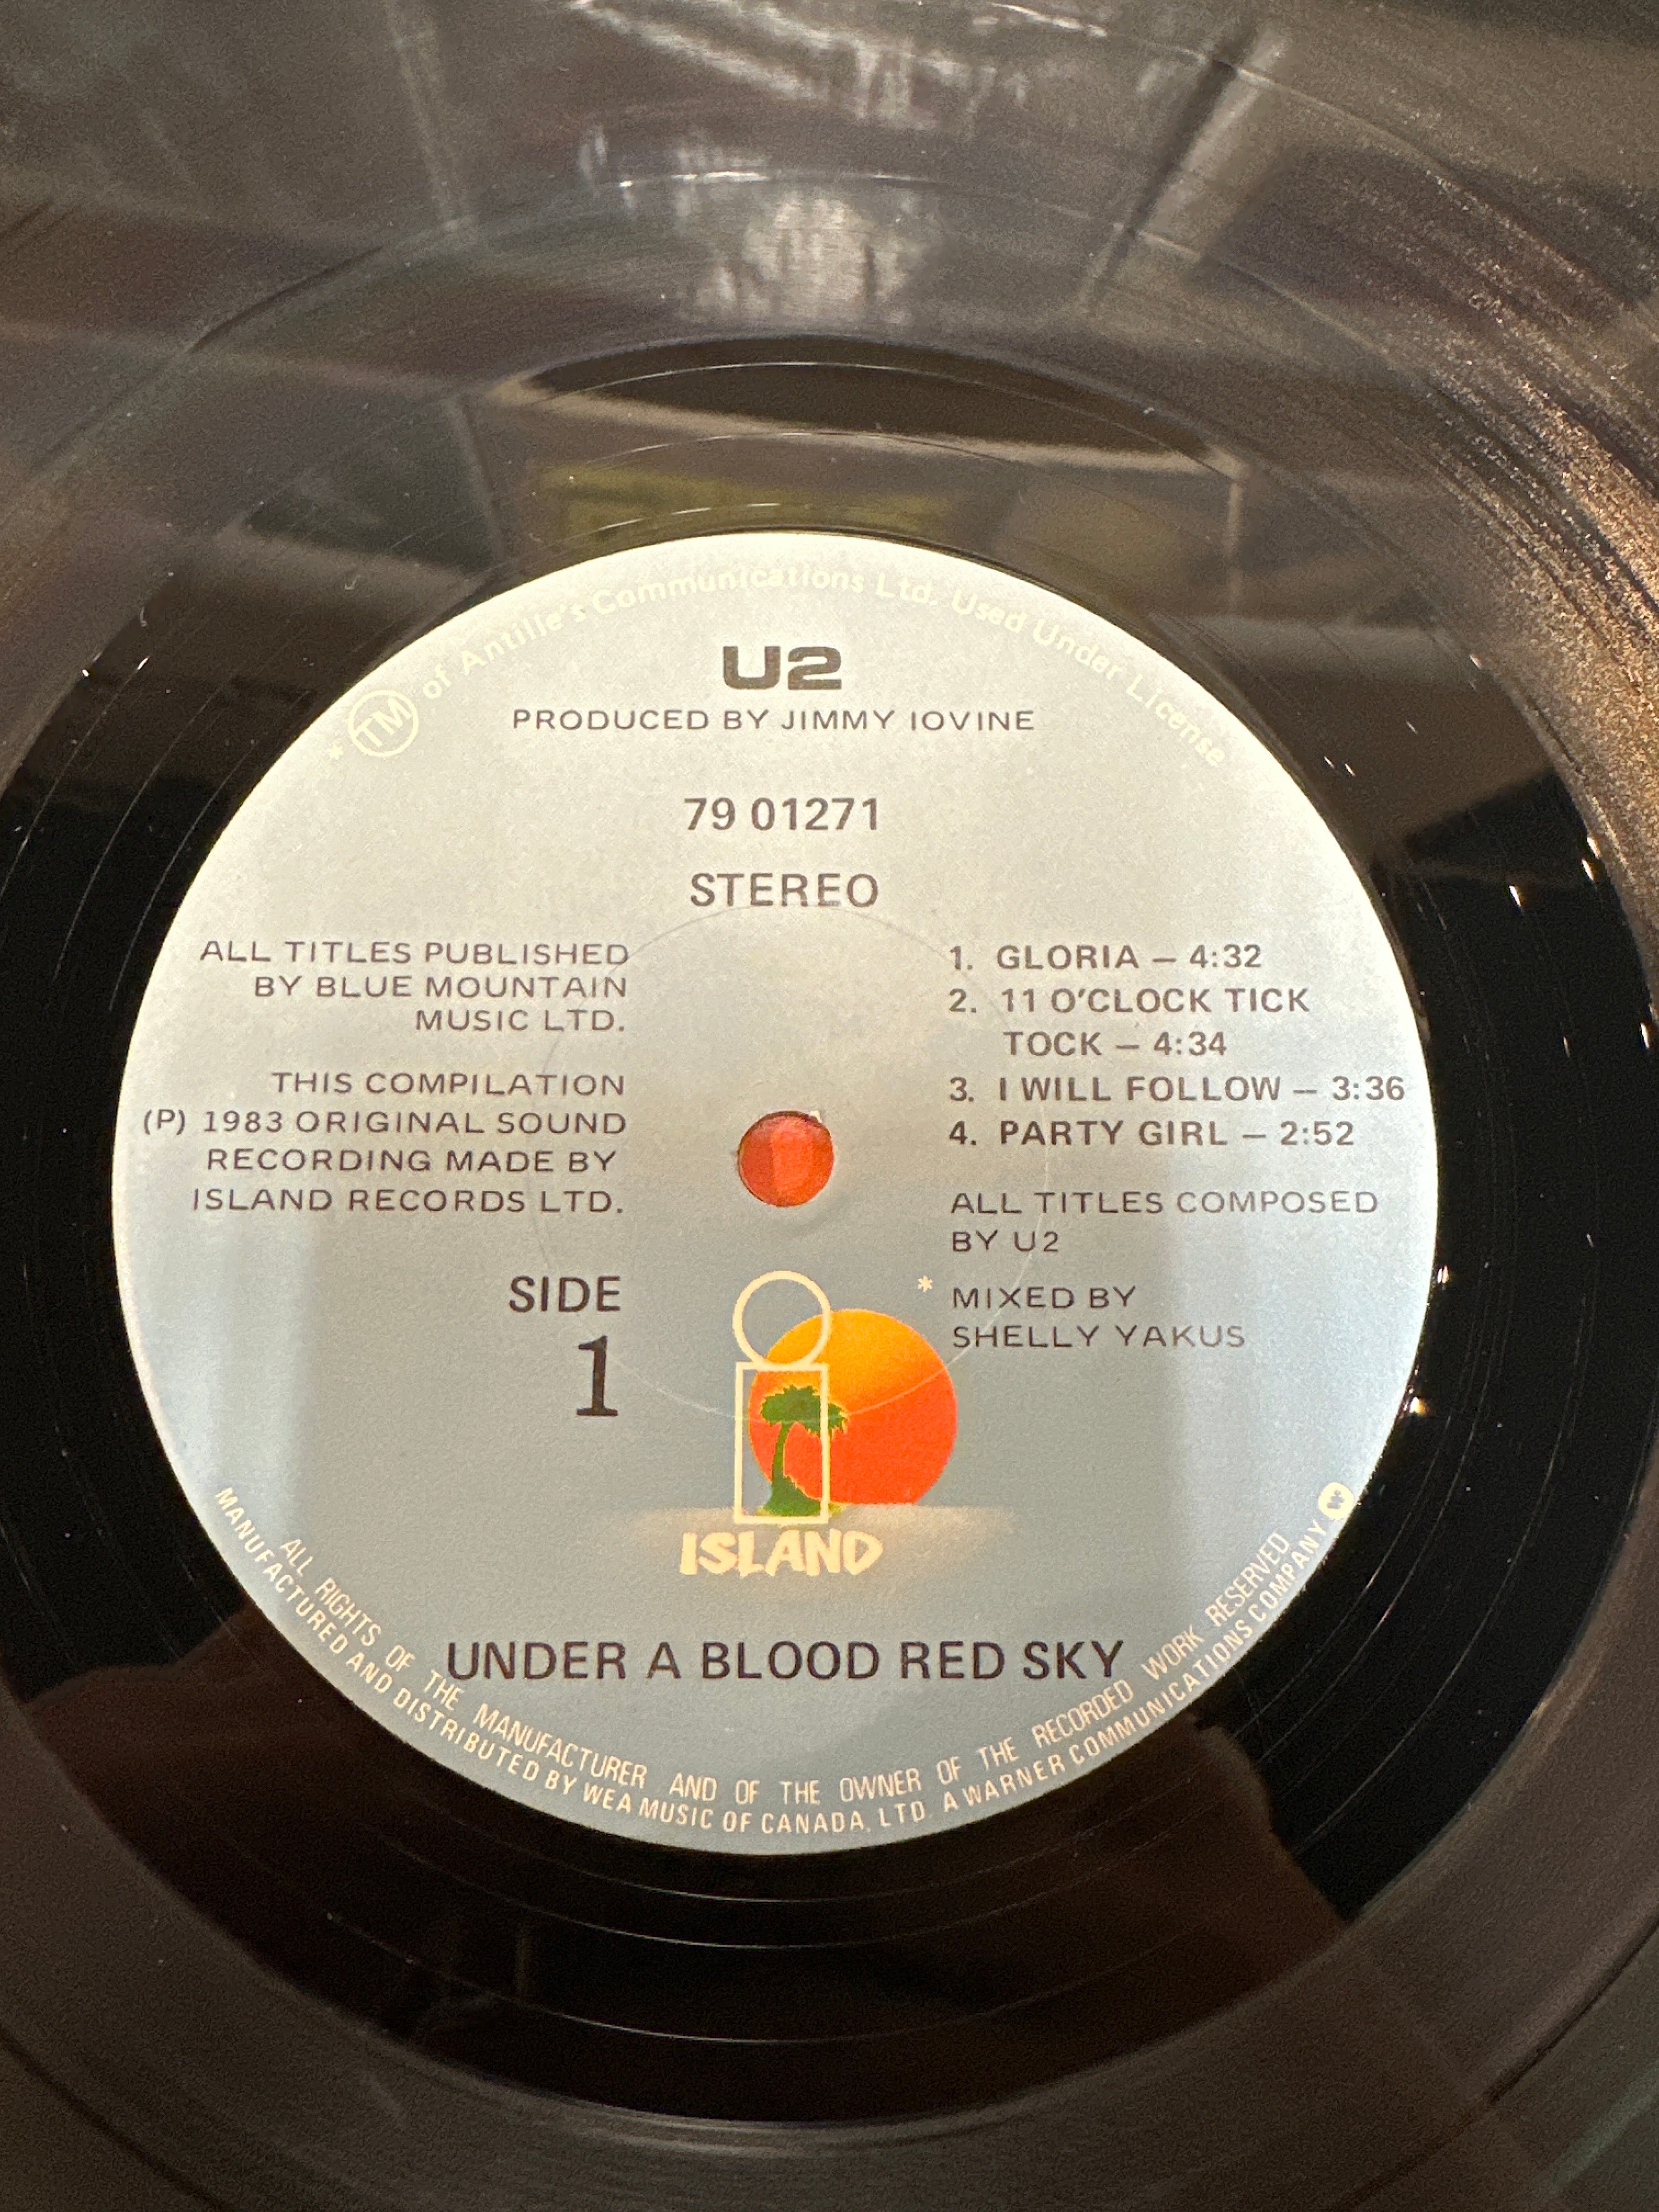 * TM of Antille's Communications Ltd. Used Under License
U2
PRODUCED BY JIMMY IOVINE
79 01271
STEREO
ALL TITLES PUBLISHED
BY BLUE MOUNTAIN
MUSIC LTD.
THIS COMPILATION
(P) 1983 ORIGINAL SOUND
RECORDING MADE BY
ISLAND RECORDS LTD.
SIDE
1
1. GLORIA – 4:32
2. 11 O'CLOCK TICK
TOCK – 4:34
3. I WILL FOLLOW – 3:36
4. PARTY GIRL – 2:52
ALL TITLES COMPOSED
BY U2
* MIXED BY
SHELLY YAKUS
ISLAND
UNDER A BLOOD RED SKY
ALL RIGHTS OF THE MANUFACTURER AND OF THE OWNER OF THE RECORDED WORK RESERVED
MANUFACTURED AND DISTRIBUTED BY WEA MUSIC OF CANADA, LTD. A WARNER COMMUNICATIONS COMPANY